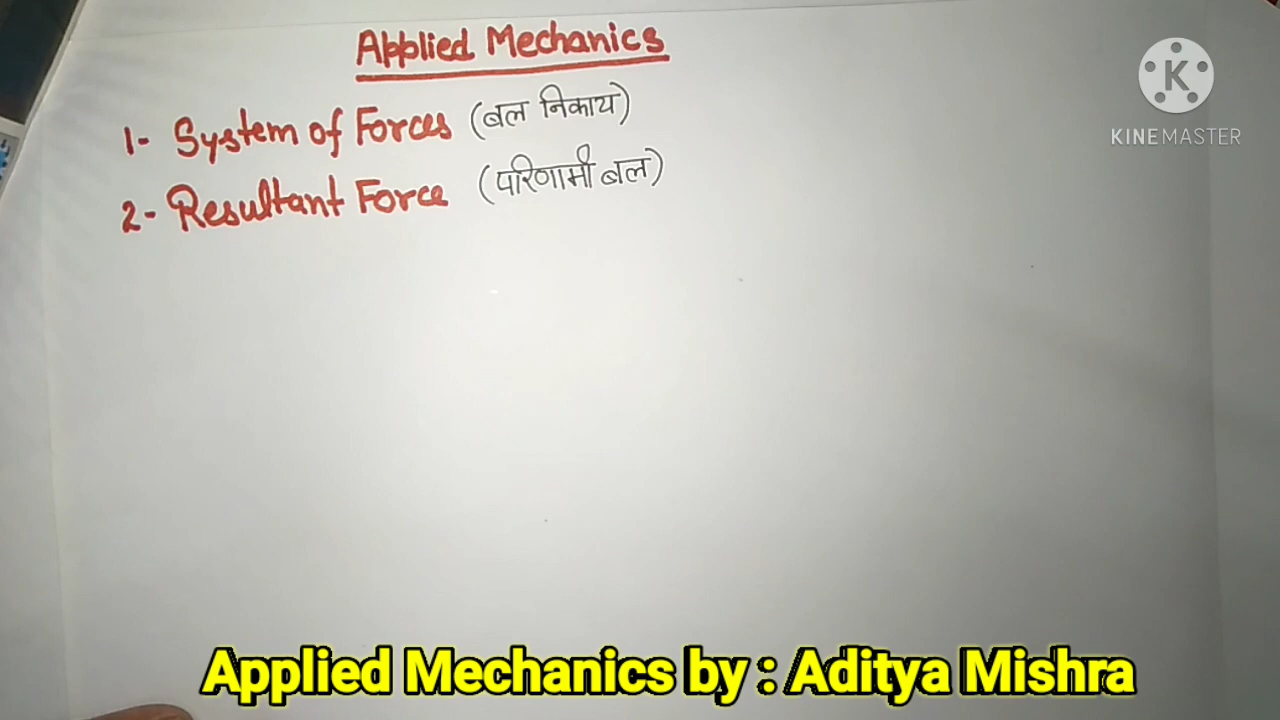 Applied Mechanics
1- System of Forces (बल निकाय)
2- Resultant Force (परिणामी बल)
KINEMASTER
Applied Mechanics by : Aditya Mishra